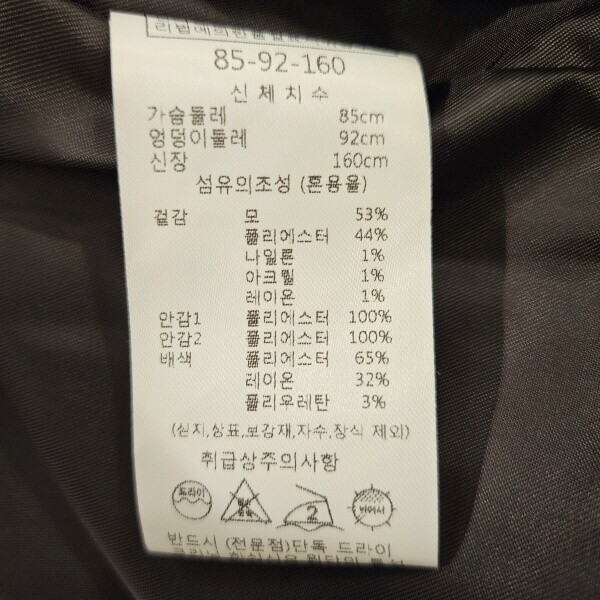 85-92-160
신 체 치 수
가슴둘레 85cm
엉덩이둘레 92cm
신장 160cm
섬유의조성 (혼용율)
겉감 모 53%
폴리에스터 44%
나일론 1%
아크릴 1%
레이온 1%
안감1 폴리에스터 100%
안감2 폴리에스터 100%
배색 폴리에스터 65%
레이온 32%
폴리우레탄 3%
(심지,상표,보강재,자수,장식 제외)
취급상주의사항
드라이 2 뉘어서
반드시 (전문점)단독 드라이